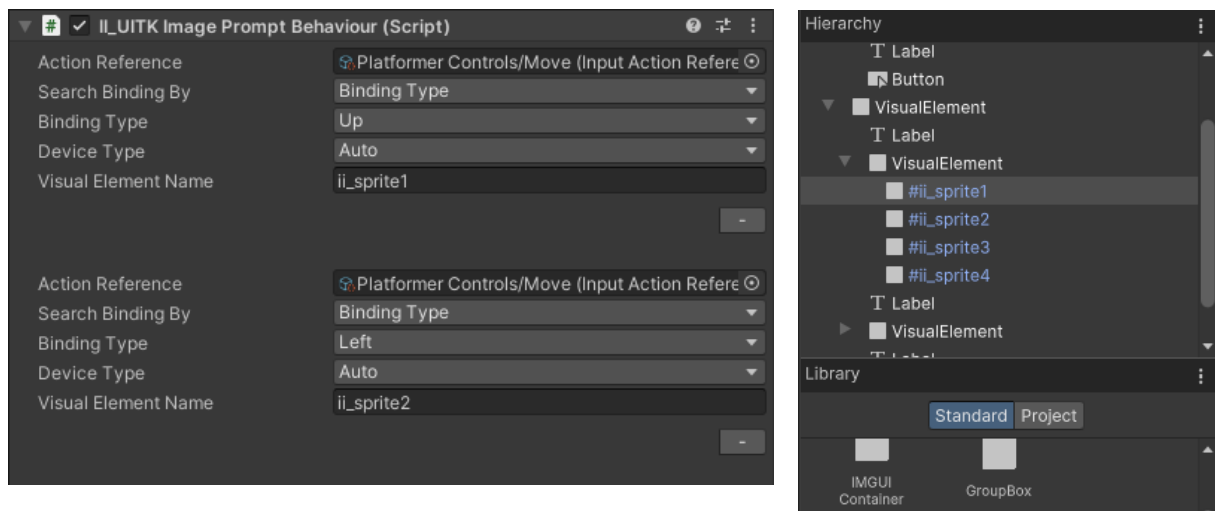 II_UITK Image Prompt Behaviour (Script)
Action Reference
Platformer Controls/Move (Input Action Refere
Search Binding By
Binding Type
Binding Type
Up
Device Type
Auto
Visual Element Name
ii_sprite1
-
Action Reference
Platformer Controls/Move (Input Action Refere
Search Binding By
Binding Type
Binding Type
Left
Device Type
Auto
Visual Element Name
ii_sprite2
-
Hierarchy
Label
Button
VisualElement
Label
VisualElement
#ii_sprite1
#ii_sprite2
#ii_sprite3
#ii_sprite4
Label
VisualElement
Library
Standard Project
IMGUI
Container
GroupBox